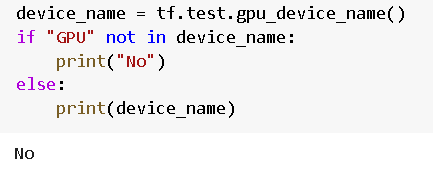 device_name = tf.test.gpu_device_name()
if "GPU" not in device_name:
    print("No")
else:
    print(device_name)
No